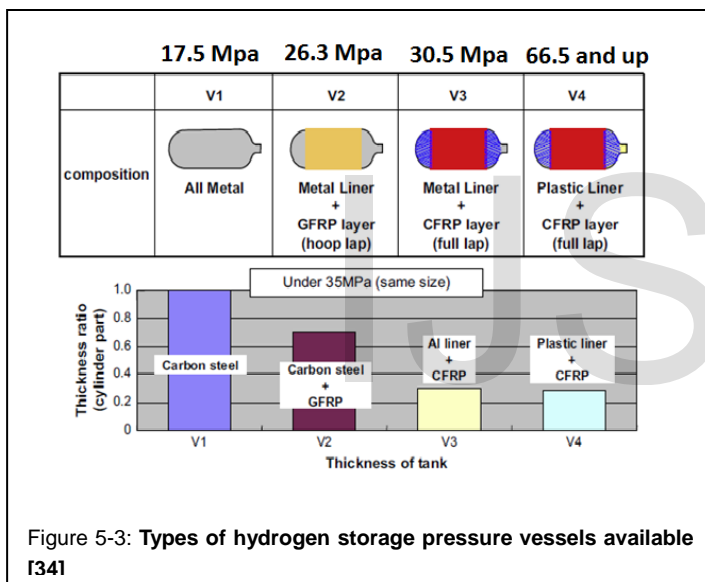 17.5 Mpa 26.3 Mpa 30.5 Mpa 66.5 and up
V1 V2 V3 V4
composition
All Metal
Metal Liner
+
GFRP layer
(hoop lap)
Metal Liner
+
CFRP layer
(full lap)
Plastic Liner
+
CFRP layer
(full lap)
Under 35MPa (same size)
Thickness ratio
(cylinder part)
1.0
0.8
0.6
0.4
0.2
0
Carbon steel
Carbon steel
+
GFRP
Al liner
+
CFRP
Plastic liner
+
CFRP
V1 V2 V3 V4
Thickness of tank
IJS
Figure 5-3: Types of hydrogen storage pressure vessels available
[34]